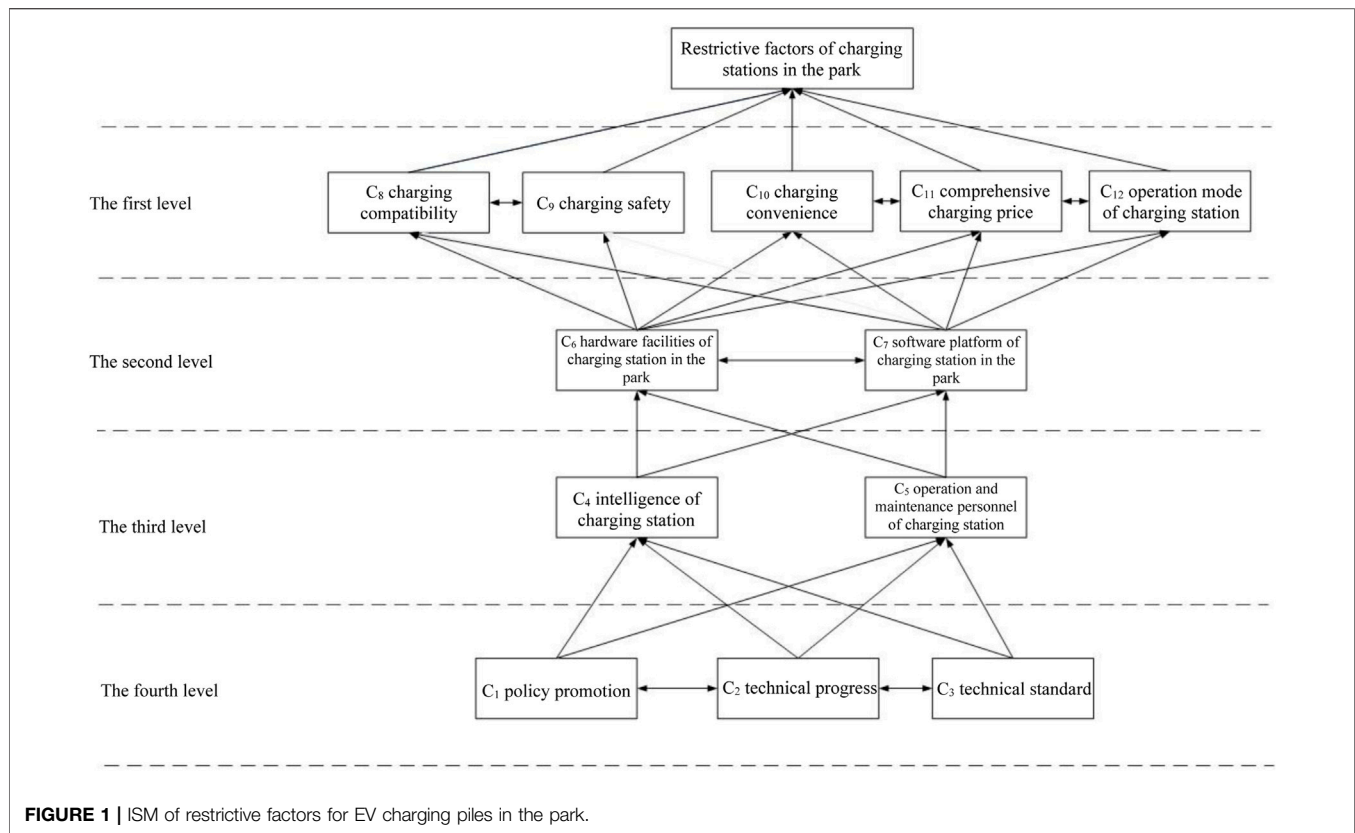 Restrictive factors of charging
stations in the park
The first level
C₈ charging
compatibility
C₉ charging safety
C₁₀ charging
convenience
C₁₁ comprehensive
charging price
C₁₂ operation mode
of charging station
The second level
C₆ hardware facilities of
charging station in the
park
C₇ software platform of
charging station in the
park
The third level
C₄ intelligence of
charging station
C₅ operation and
maintenance personnel
of charging station
The fourth level
C₁ policy promotion
C₂ technical progress
C₃ technical standard
FIGURE 1 | ISM of restrictive factors for EV charging piles in the park.